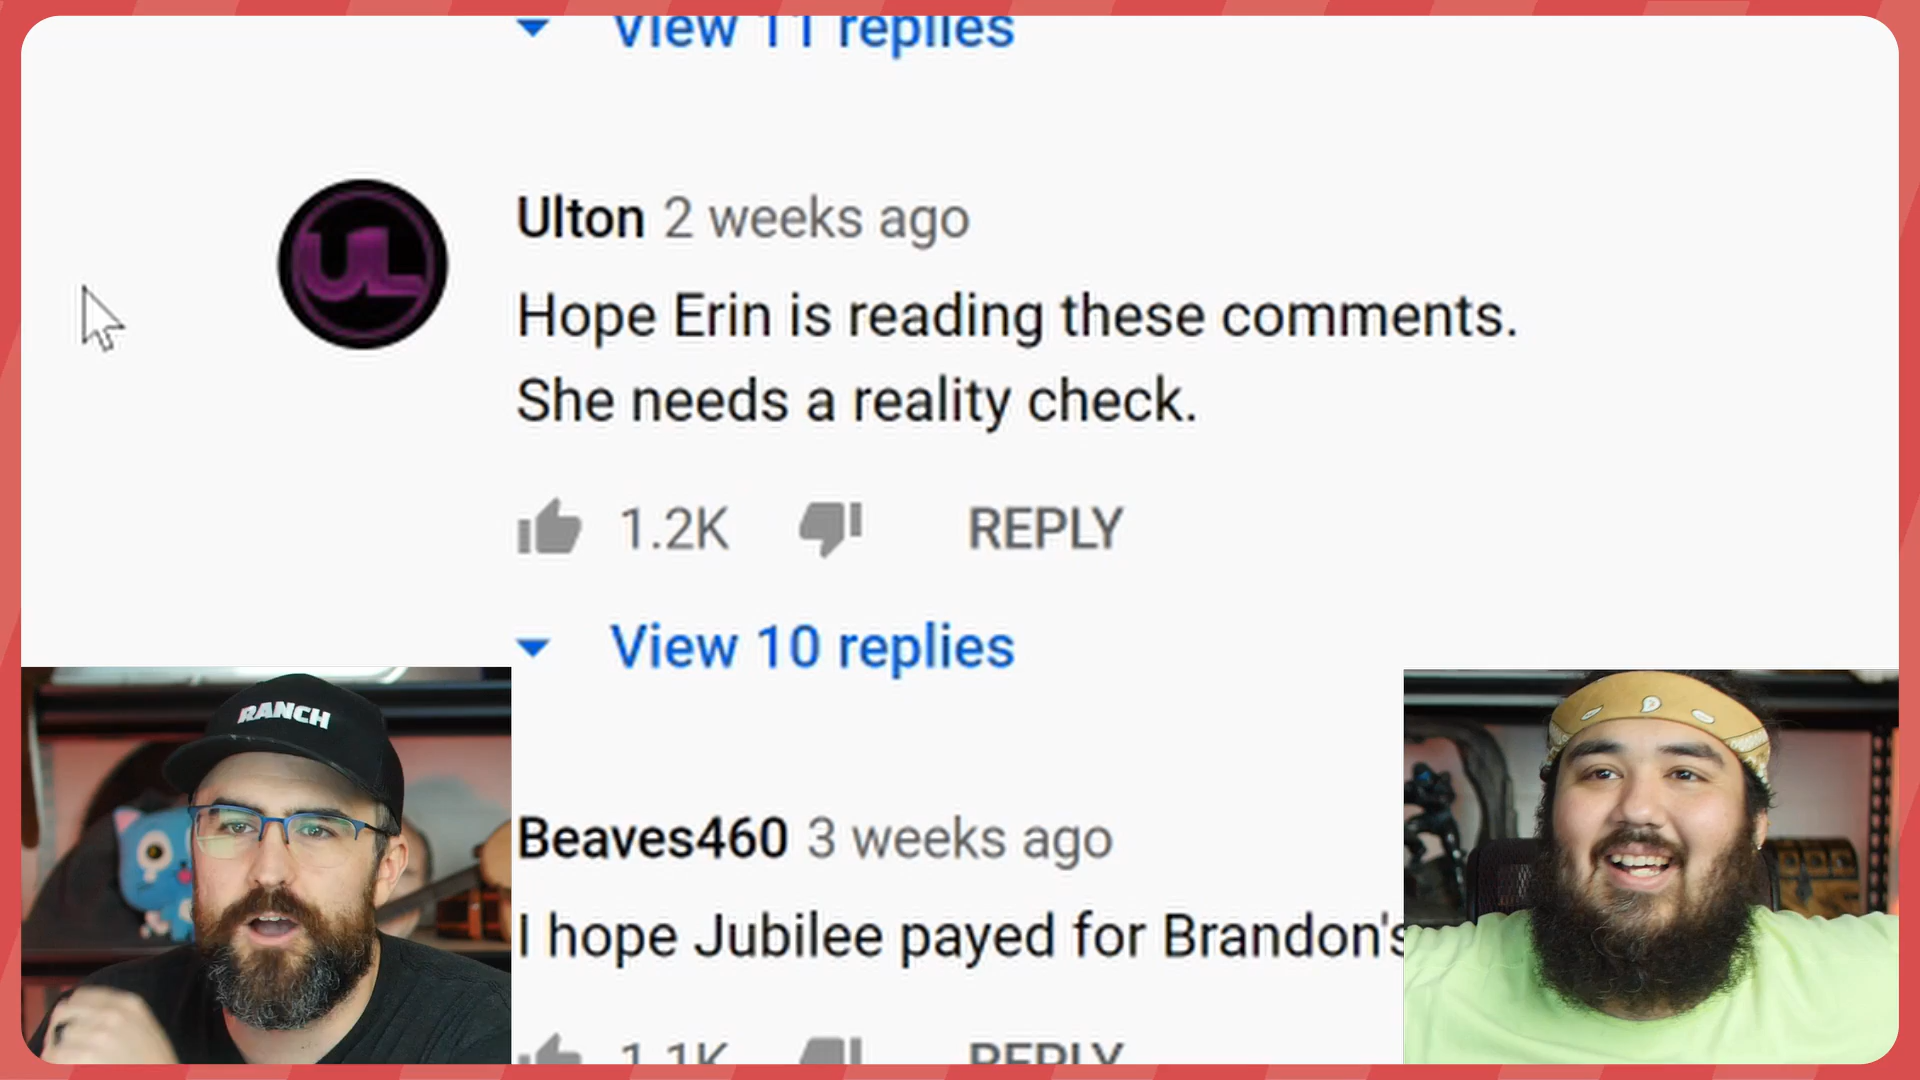 View 11 replies
UL
Ulton 2 weeks ago
Hope Erin is reading these comments.
She needs a reality check.
1.2K REPLY
View 10 replies
RANCH
Beaves460 3 weeks ago
I hope Jubilee payed for Brandon's
1.1K REPLY